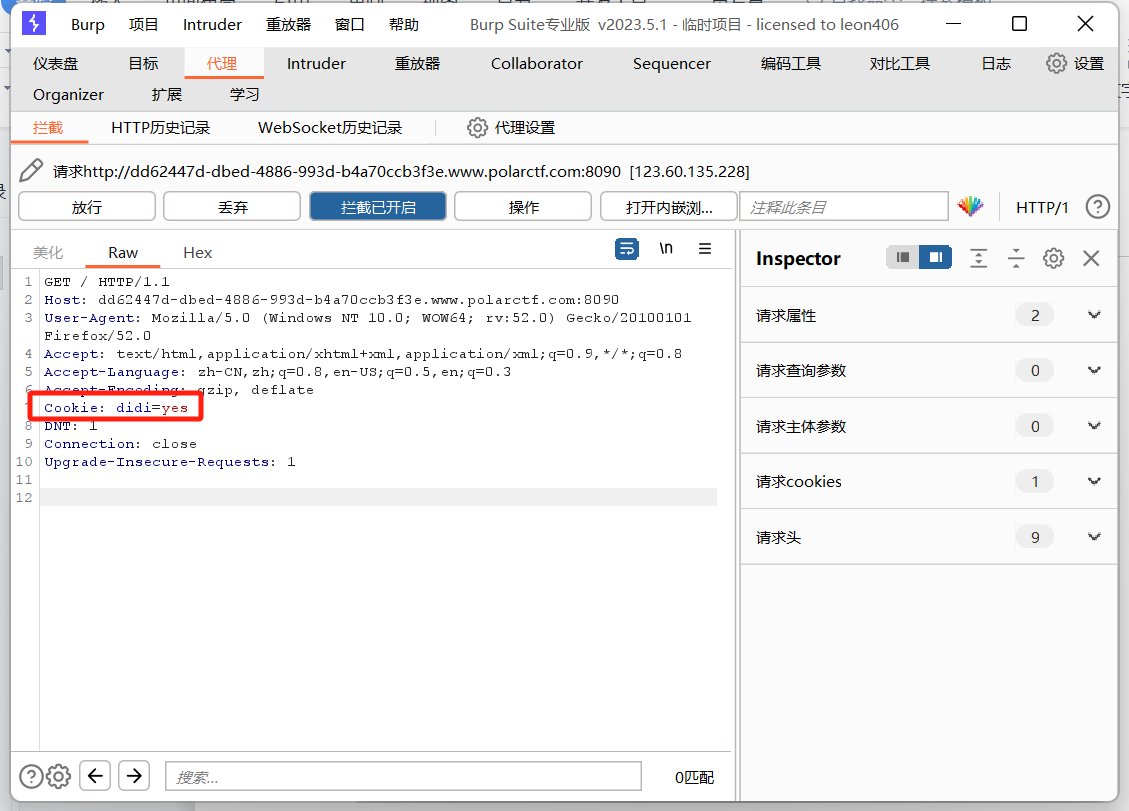 Burp 项目 Intruder 重放器 窗口 帮助 Burp Suite专业版 v2023.5.1 - 临时项目 - licensed to leon406
仪表盘 目标 代理 Intruder 重放器 Collaborator Sequencer 编码工具 对比工具 日志 设置
Organizer 扩展 学习
拦截 HTTP历史记录 WebSocket历史记录 代理设置
请求http://dd62447d-dbed-4886-993d-b4a70ccb3f3e.www.polarctf.com:8090 [123.60.135.228]
放行 丢弃 拦截已开启 操作 打开内嵌浏... 注释此条目 HTTP/1 ?
美化 Raw Hex \n
Inspector
1 GET / HTTP/1.1
2 Host: dd62447d-dbed-4886-993d-b4a70ccb3f3e.www.polarctf.com:8090
3 User-Agent: Mozilla/5.0 (Windows NT 10.0; WOW64; rv:52.0) Gecko/20100101
Firefox/52.0
4 Accept: text/html,application/xhtml+xml,application/xml;q=0.9,*/*;q=0.8
5 Accept-Language: zh-CN,zh;q=0.8,en-US;q=0.5,en;q=0.3
6 Accept-Encoding: gzip, deflate
Cookie: didi=yes
8 DNT: 1
9 Connection: close
10 Upgrade-Insecure-Requests: 1
11
12
请求属性 2
请求查询参数 0
请求主体参数 0
请求cookies 1
请求头 9
? 搜索... 0匹配